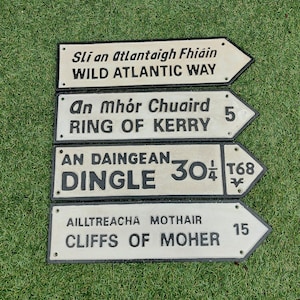 Slí an Atlantaigh Fhiáin
WILD ATLANTIC WAY
An Mhór Chuaird
RING OF KERRY 5
AN DAINGEAN
DINGLE 30¼ T68
AILLTREACHA MOTHAIR
CLIFFS OF MOHER 15